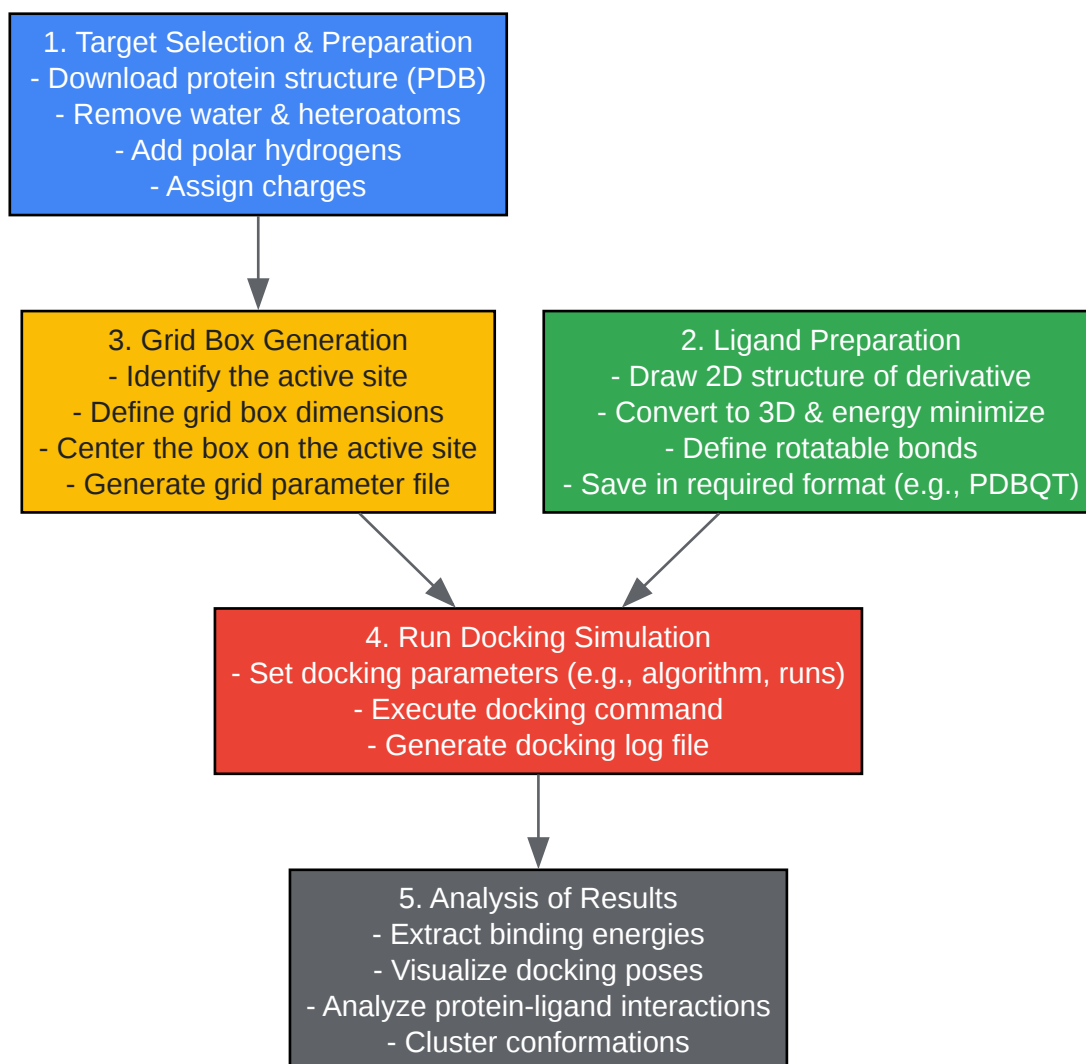 1. Target Selection & Preparation
- Download protein structure (PDB)
- Remove water & heteroatoms
- Add polar hydrogens
- Assign charges
3. Grid Box Generation
- Identify the active site
- Define grid box dimensions
- Center the box on the active site
- Generate grid parameter file
2. Ligand Preparation
- Draw 2D structure of derivative
- Convert to 3D & energy minimize
- Define rotatable bonds
- Save in required format (e.g., PDBQT)
4. Run Docking Simulation
- Set docking parameters (e.g., algorithm, runs)
- Execute docking command
- Generate docking log file
5. Analysis of Results
- Extract binding energies
- Visualize docking poses
- Analyze protein-ligand interactions
- Cluster conformations